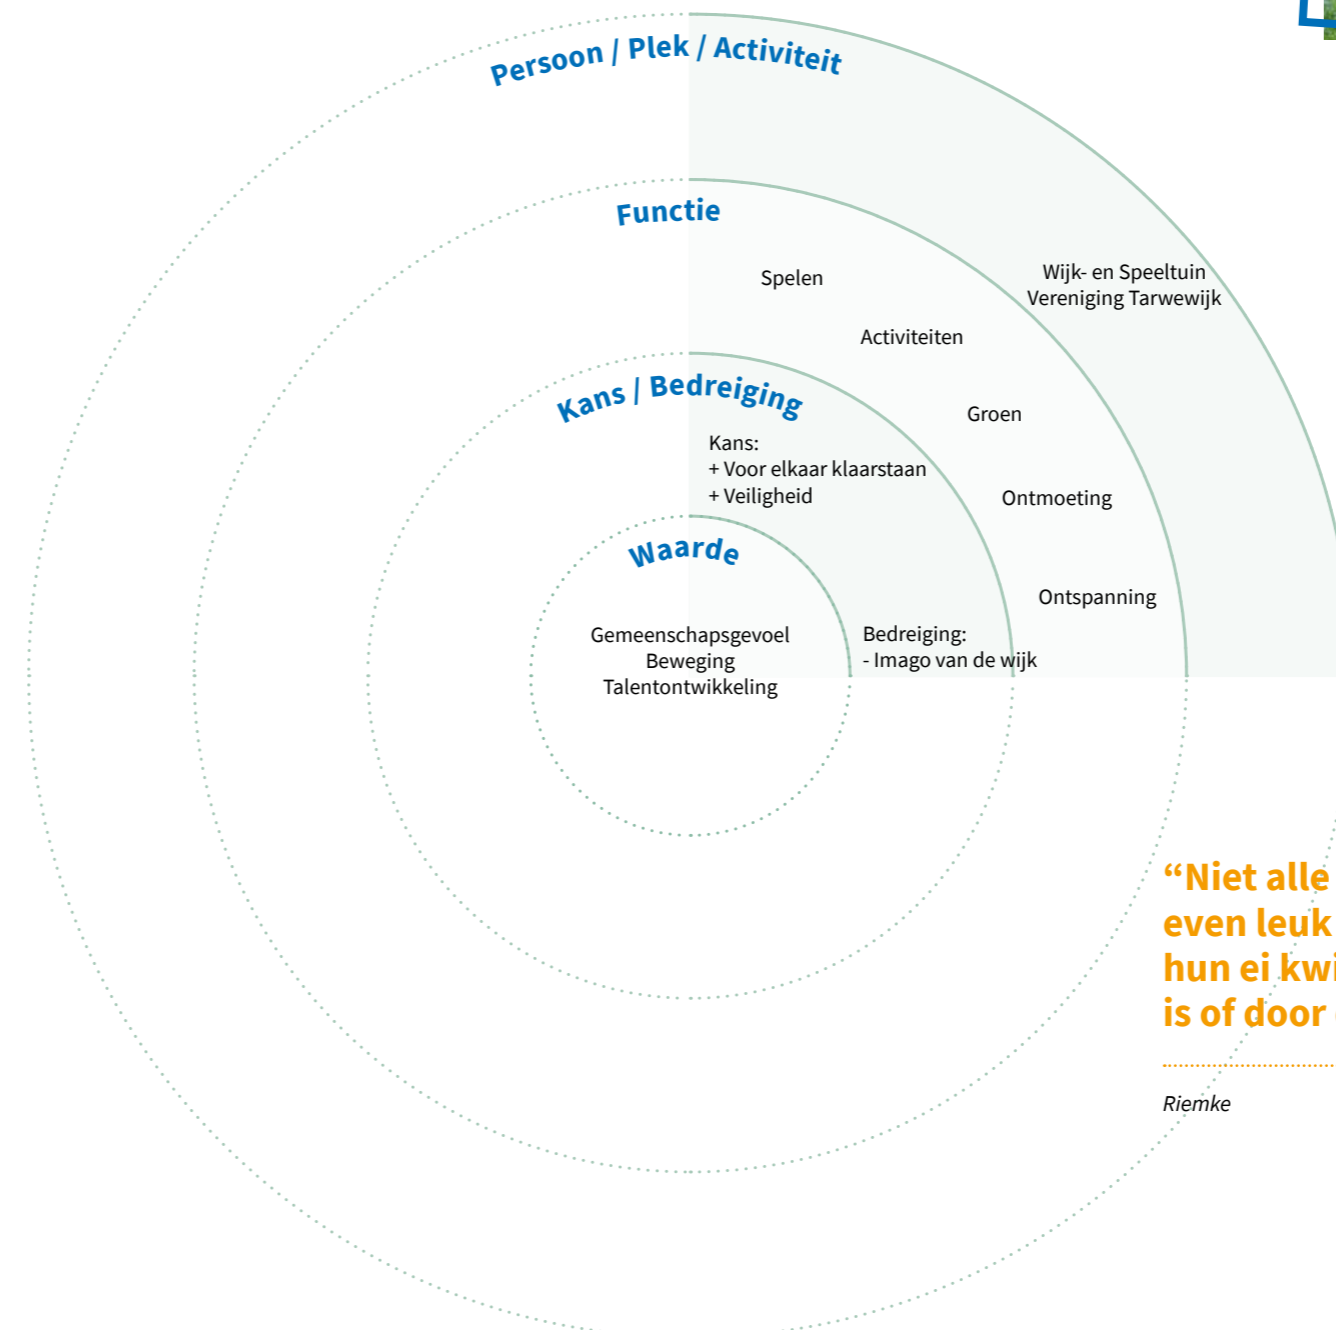 Persoon / Plek / Activiteit
Functie
Spelen
Wijk- en Speeltuin
Vereniging Tarwewijk
Activiteiten
Kans / Bedreiging
Groen
Kans:
+ Voor elkaar klaarstaan
+ Veiligheid
Ontmoeting
Waarde
Ontspanning
Gemeenschapsgevoel
Beweging
Talentontwikkeling
Bedreiging:
- Imago van de wijk
“Niet alle
even leuk
hun ei
is of door
Riemke